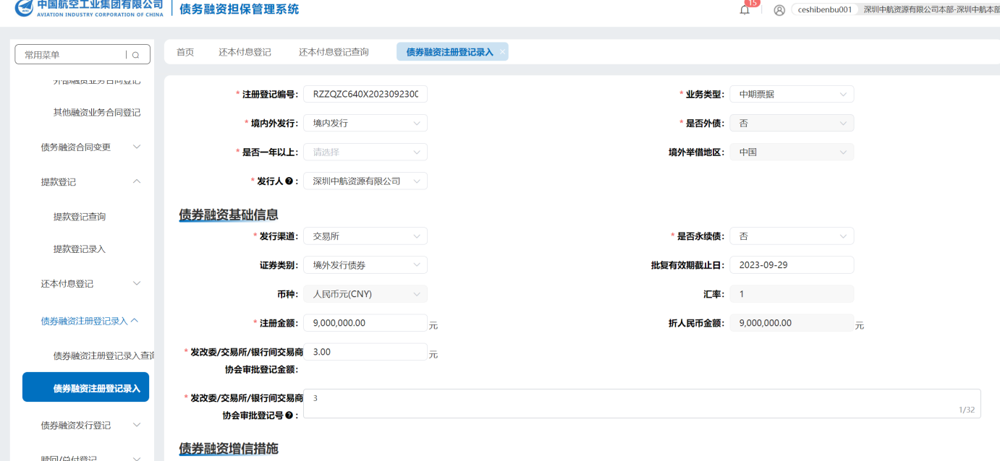 中国航空工业集团有限公司
AVIATION INDUSTRY CORPORATION OF CHINA
债务融资担保管理系统
15
ceshibenbu001
深圳中航资源有限公司本部-深圳中航本部
常用菜单
首页
还本付息登记
还本付息登记查询
债券融资注册登记录入 ×
外部融资业务合同登记
其他融资业务合同登记
债务融资合同变更
提款登记
提款登记查询
提款登记录入
还本付息登记
债券融资注册登记录入
债券融资注册登记录入查询
债券融资注册登记录入
债券融资发行登记
赎回/兑付登记
* 注册登记编号: RZZQZC640X202309230
* 业务类型: 中期票据
* 境内外发行: 境内发行
* 是否外债: 否
* 是否一年以上: 请选择
境外举借地区: 中国
* 发行人 ?: 深圳中航资源有限公司
债券融资基础信息
* 发行渠道: 交易所
* 是否永续债: 否
证券类别: 境外发行债券
批复有效期截止日: 2023-09-29
币种: 人民币元(CNY)
汇率: 1
* 注册金额: 9,000,000.00 元
折人民币金额: 9,000,000.00 元
* 发改委/交易所/银行间交易商 3.00 元
协会审批登记金额:
* 发改委/交易所/银行间交易商 3
协会审批登记号 ?: 1/32
债券融资增信措施